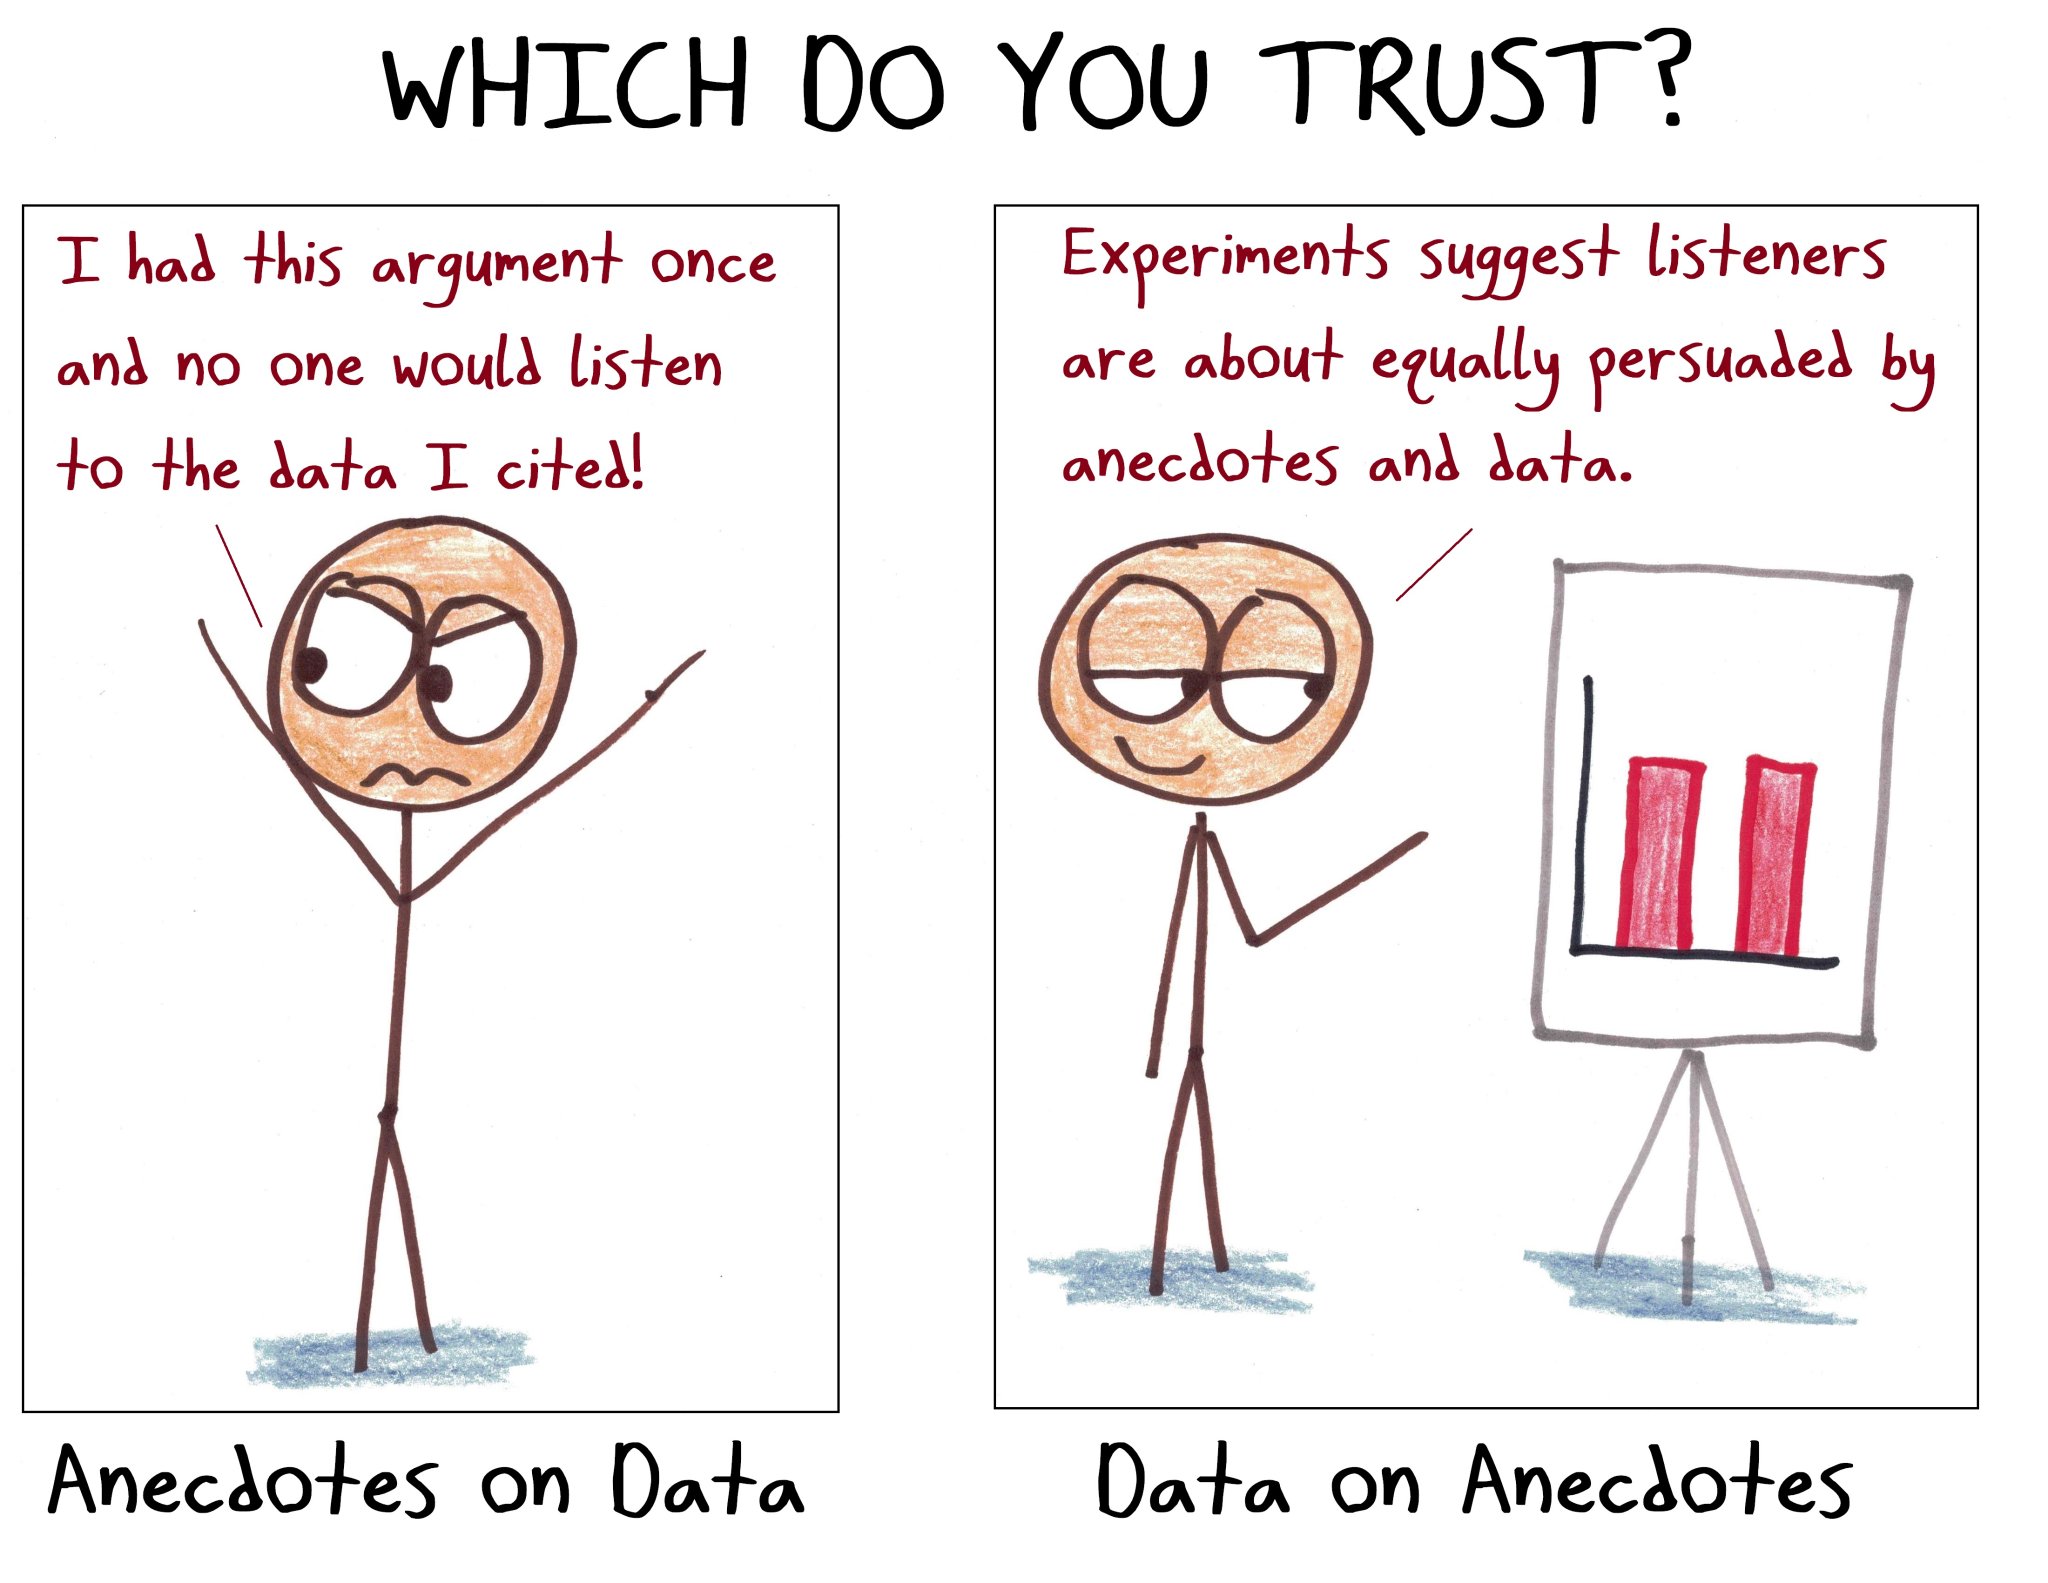 WHICH DO YOU TRUST?
I had this argument once
and no one would listen
to the data I cited!
Experiments suggest listeners
are about equally persuaded by
anecdotes and data.
Anecdotes on Data
Data on Anecdotes